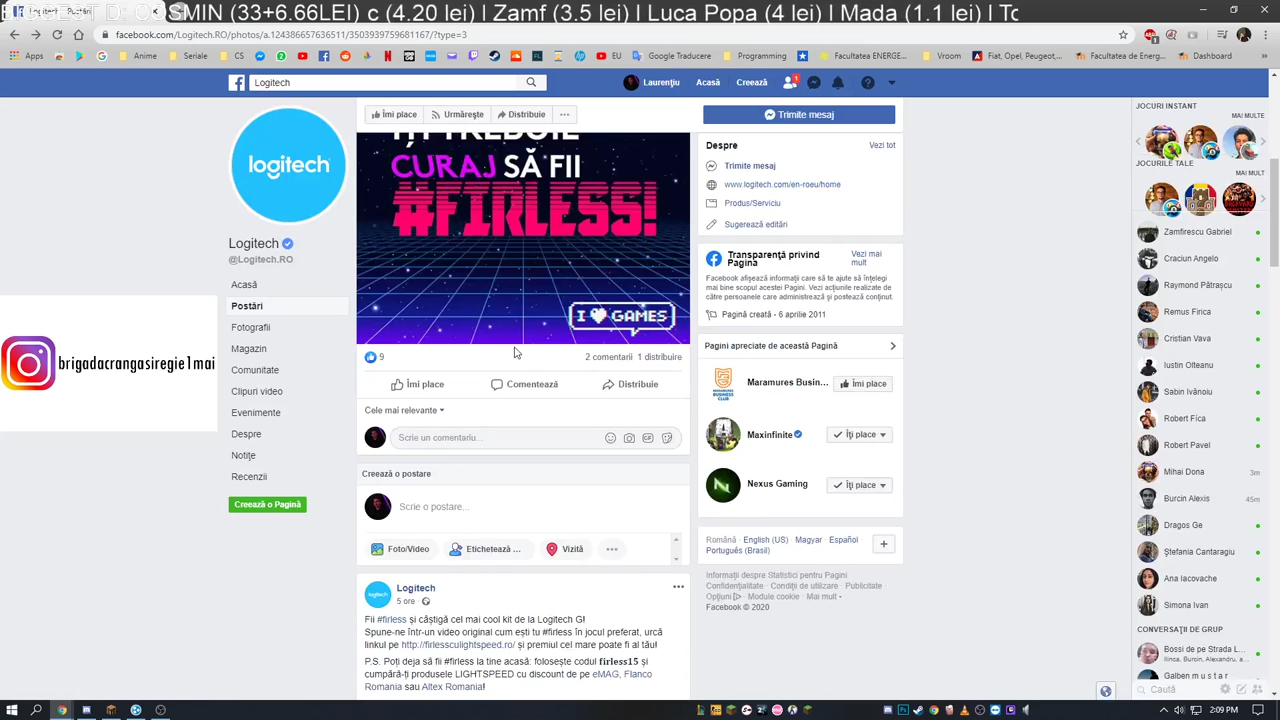 COSMIN (33+6.66LEI) c (4.20 lei) | Zamf (3.5 lei) | Luca Popa (4 lei) | Mada (1.1 lei) |
facebook.com/Logitech.RO/photos/a.124386657636511/3503939759681167/?type=3
Apps Anime Seriale CS YouTube EU Google Traducere Programming Facultatea ENERGE... Vroom Fiat, Opel, Peugeot,... Facultatea de Energ... Dashboard
Logitech
Laurențiu Acasă Creează 1
Îmi place Urmărește Distribuie ...
Trimite mesaj
logitech
Logitech
@Logitech.RO
Acasă
Postări
Fotografii
Magazin
Comunitate
Clipuri video
Evenimente
Despre
Notițe
Recenzii
Creează o Pagină
brigadacrangasiregie1mai
ÎȚI TREBUIE
CURAJ SĂ FII
#FIRLESS!
I GAMES
9
2 comentarii 1 distribuire
Îmi place Comentează Distribuie
Cele mai relevante
Scrie un comentariu...
Creează o postare
Scrie o postare...
Foto/Video Etichetează ... Vizită ...
Logitech
5 ore
Fii #firless și câștigă cel mai cool kit de la Logitech G!
Spune-ne într-un video original cum ești tu #firless în jocul preferat, urcă
linkul pe http://firlessculightspeed.ro/ și premiul cel mare poate fi al tău!
P.S. Poți deja să fii #firless la tine acasă: folosește codul firless15 și
cumpără-ți produsele LIGHTSPEED cu discount de pe eMAG, Flanco
Romania sau Altex Romania!
Despre Vezi tot
Trimite mesaj
www.logitech.com/en-roeu/home
Produs/Serviciu
Sugerează editări
Transparență privind
Pagina
Vezi mai
mult
Facebook afișează informații care să te ajute să înțelegi
mai bine scopul acestei Pagini. Vezi acțiunile realizate de
către persoanele care administrează și postează conținut.
Pagină creată - 6 aprilie 2011
Pagini apreciate de această Pagină
Maramures Busin... Îmi place
Maxinfinite Îți place
Nexus Gaming Îți place
Română · English (US) · Magyar · Español ·
Português (Brasil)
Informații despre Statistici pentru Pagini
Confidențialitate · Condiții de utilizare · Publicitate ·
Opțiuni · Module cookie · Mai mult
Facebook © 2020
JOCURI INSTANT
MAI MULTE
JOCURILE TALE
MAI MULT
Zamfirescu Gabriel
Craciun Angelo
Raymond Pătrașcu
Remus Firica
Cristian Vava
Iustin Olteanu
Sabin Ivănoiu
Robert Fica
Robert Pavel
Mihai Dona 3m
Burcin Alexis 45m
Dragos Ge
Ștefania Cantaragiu
Ana Iacovache
Simona Ivan
CONVERSAȚII DE GRUP
Bossi de pe Strada L...
Ilinca, Burcin, Alexandru, a...
Galben m u s t a r
Caută
2:09 PM